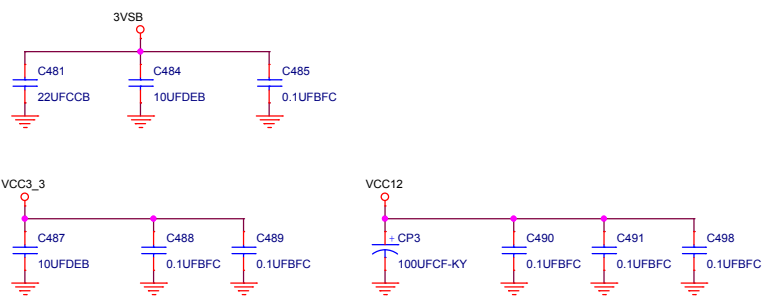 3VSB
C481
22UFCCB
C484
10UFDEB
C485
0.1UFBFC
VCC3_3
C487
10UFDEB
C488
0.1UFBFC
C489
0.1UFBFC
VCC12
+ CP3
100UFCF-KY
C490
0.1UFBFC
C491
0.1UFBFC
C498
0.1UFBFC